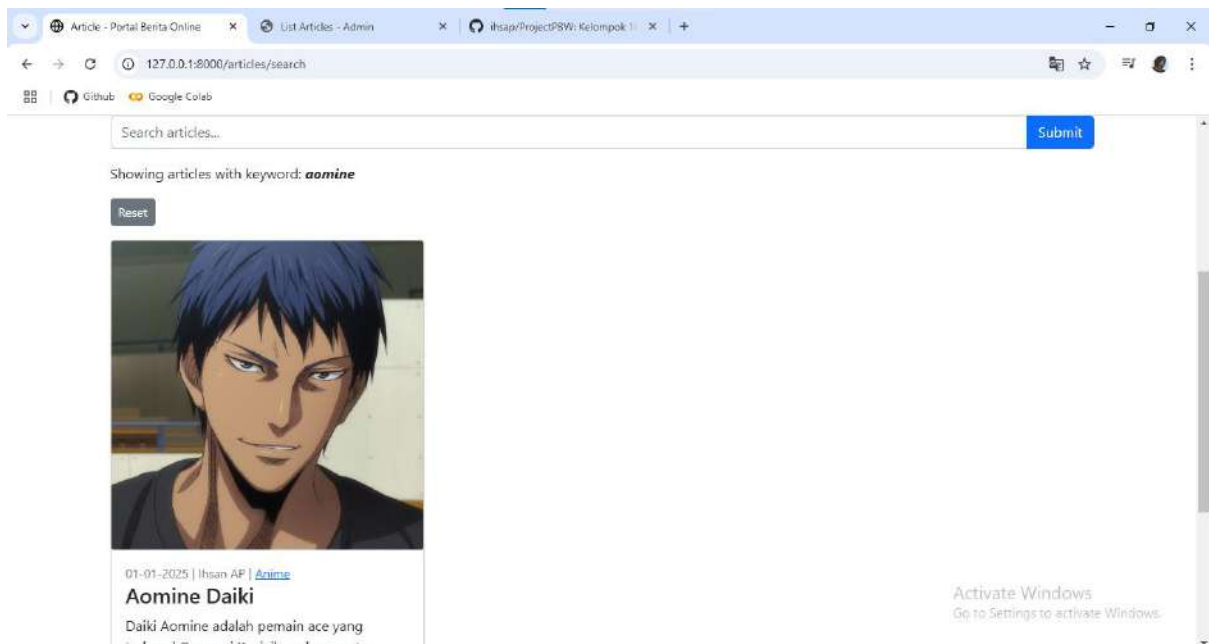 Article - Portal Berita Online
List Articles - Admin
ihsap/ProjectPBW: Kelompok 1
127.0.0.1:8000/articles/search
Github
Google Colab
Search articles...
Submit
Showing articles with keyword: aomine
Reset
01-01-2025 | Ihsan AP | Anime
Aomine Daiki
Daiki Aomine adalah pemain ace yang
Activate Windows
Go to Settings to activate Windows.